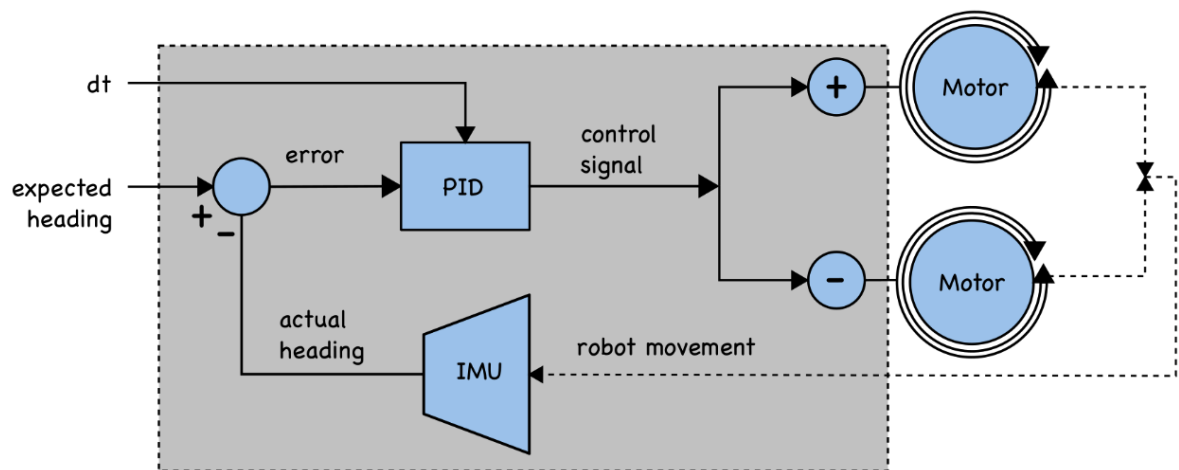 dt
Motor
+
control
signal
error
PID
expected
heading
+
−
−
Motor
actual
heading
IMU
robot movement